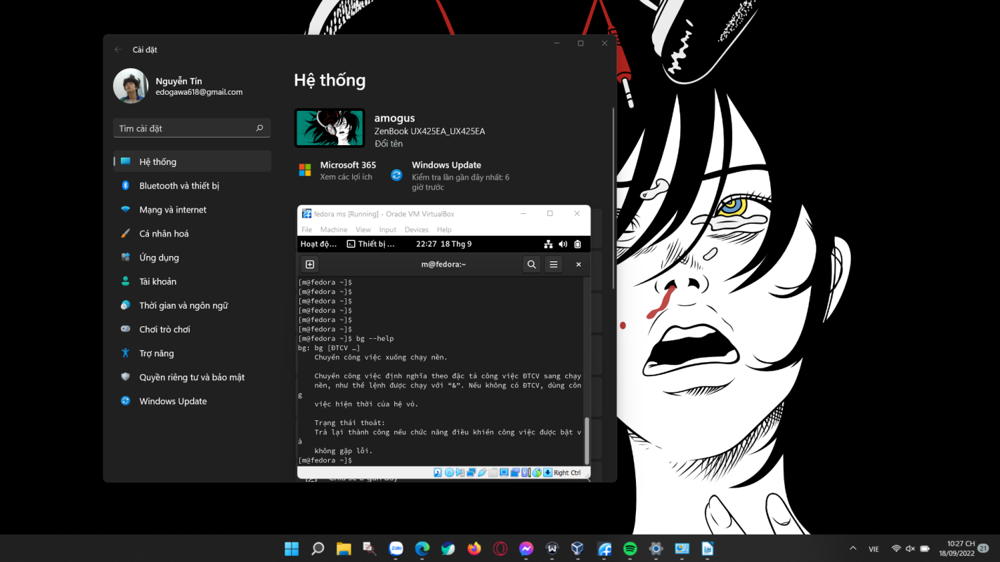 Cài đặt
Nguyễn Tín
edogawa618@gmail.com
Tìm cài đặt
Hệ thống
Bluetooth và thiết bị
Mạng và internet
Cá nhân hoá
Ứng dụng
Tài khoản
Thời gian và ngôn ngữ
Chơi trò chơi
Trợ năng
Quyền riêng tư và bảo mật
Windows Update
Hệ thống
amogus
ZenBook UX425EA_UX425EA
Đổi tên
Microsoft 365
Xem các lợi ích
Windows Update
Kiểm tra lần gần đây nhất: 6
giờ trước
fedora ms [Running] - Oracle VM VirtualBox
File Machine View Input Devices Help
Hoạt độ... Thiết bị ... 22:27 18 Thg 9
m@fedora:~
[m@fedora ~]$
[m@fedora ~]$
[m@fedora ~]$
[m@fedora ~]$
[m@fedora ~]$
[m@fedora ~]$
[m@fedora ~]$ bg --help
bg: bg [ĐTCV …]
Chuyển công việc xuống chạy nền.
Chuyển công việc định nghĩa theo đặc tả công việc ĐTCV sang chạy
nền, như thể lệnh được chạy với “&”. Nếu không có ĐTCV, dùng côn
g
việc hiện thời của hệ vỏ.
Trạng thái thoát:
Trả lại thành công nếu chức năng điều khiển công việc được bật v
à
không gặp lỗi.
[m@fedora ~]$
Right Ctrl
Chia sẻ ở gần đây
Zalo
VIE
10:27 CH
18/09/2022
21